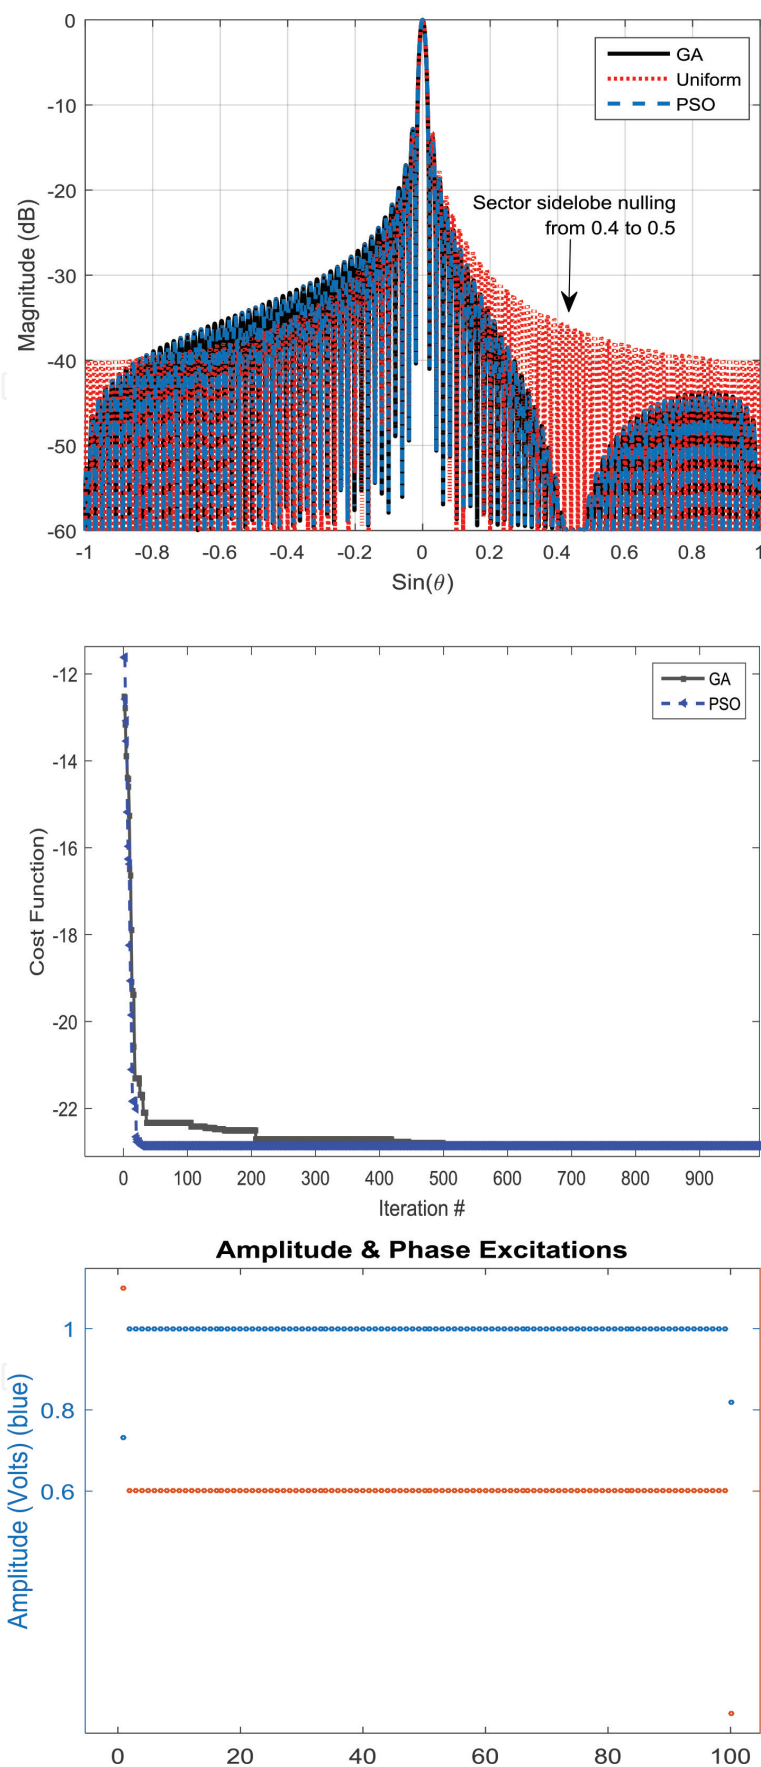 0
-10
-20
-30
-40
-50
-60
Magnitude (dB)
GA
Uniform
PSO
Sector sidelobe nulling
from 0.4 to 0.5
-1 -0.8 -0.6 -0.4 -0.2 0 0.2 0.4 0.6 0.8 1
Sin(θ)
-12
-14
-16
-18
-20
-22
Cost Function)
GA
PSO
0 100 200 300 400 500 600 700 800 900
Iteration #
Amplitude & Phase Excitations
1
0.8
0.6
Amplitude (Volts) (blue)
0 20 40 60 80 100